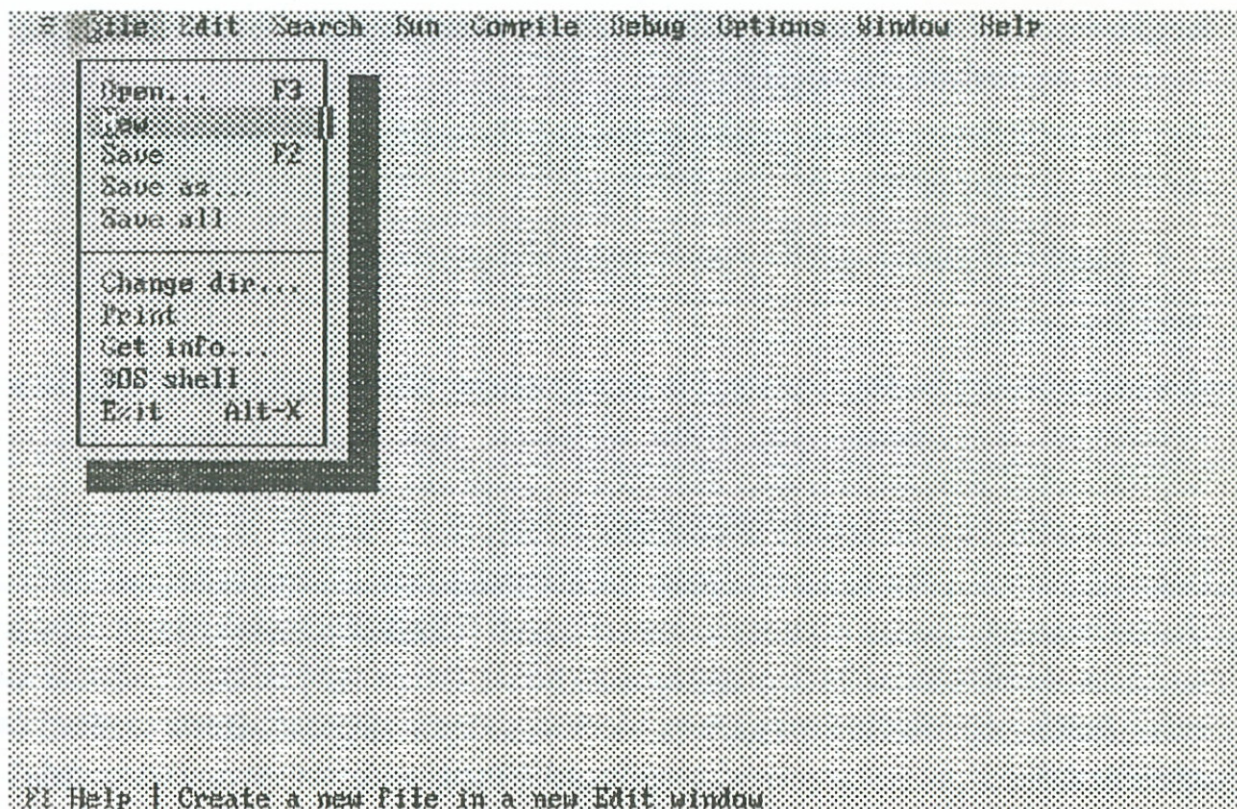 ≡ File Edit Search Run Compile Debug Options Window Help
Open... F3
New
Save F2
Save as...
Save all
Change dir...
Print
Get info...
DOS shell
Exit Alt-X
F1 Help | Create a new file in a new Edit window